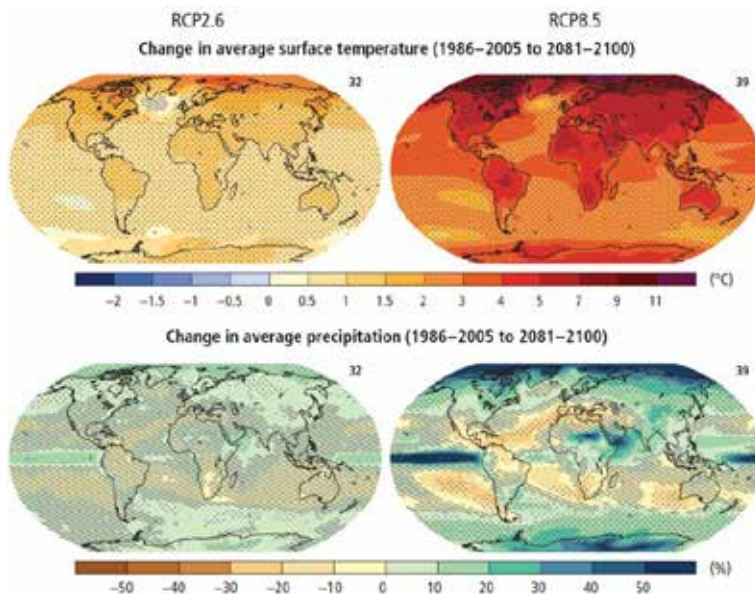 RCP2.6 RCP8.5
Change in average surface temperature (1986–2005 to 2081–2100)
32 39
−2 −1.5 −1 −0.5 0 0.5 1 1.5 2 3 4 5 7 9 11 (°C)
Change in average precipitation (1986–2005 to 2081–2100)
32 39
−50 −40 −30 −20 −10 0 10 20 30 40 50 (%)